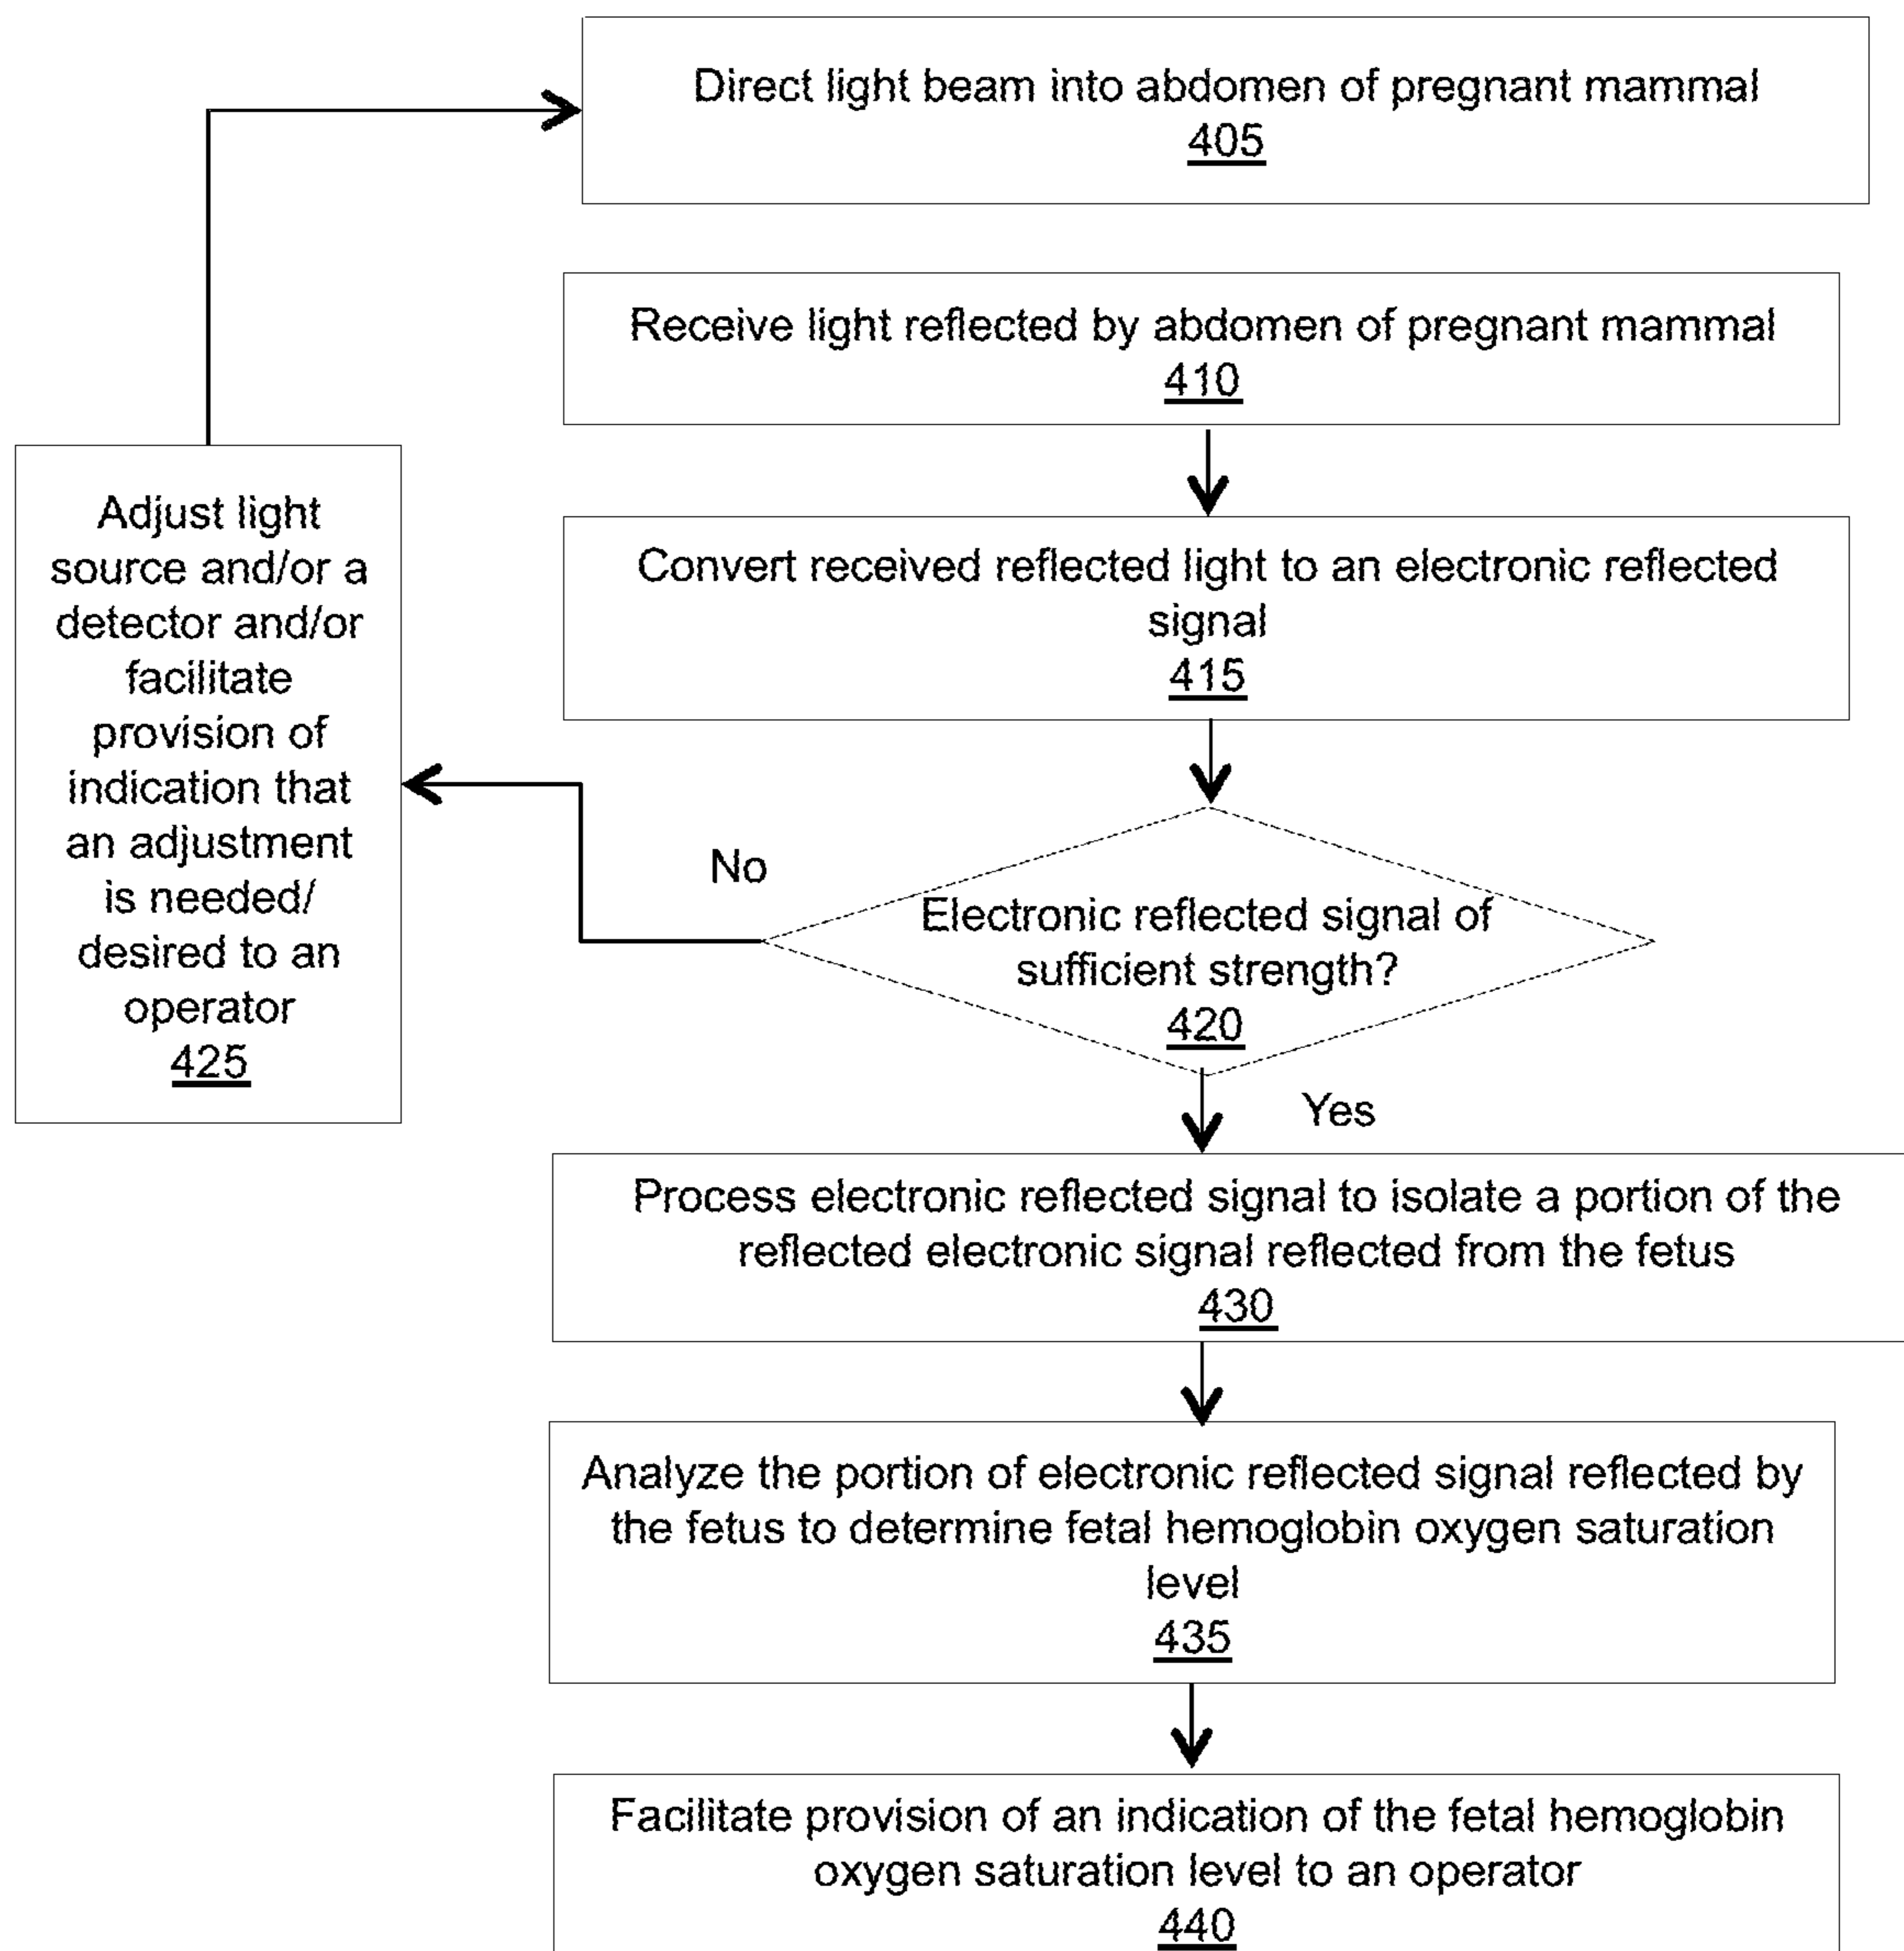 Direct light beam into abdomen of pregnant mammal
405
Receive light reflected by abdomen of pregnant mammal
410
Convert received reflected light to an electronic reflected
signal
415
Electronic reflected signal of
sufficient strength?
420
No
Adjust light
source and/or a
detector and/or
facilitate
provision of
indication that
an adjustment
is needed/
desired to an
operator
425
Yes
Process electronic reflected signal to isolate a portion of the
reflected electronic signal reflected from the fetus
430
Analyze the portion of electronic reflected signal reflected by
the fetus to determine fetal hemoglobin oxygen saturation
level
435
Facilitate provision of an indication of the fetal hemoglobin
oxygen saturation level to an operator
440